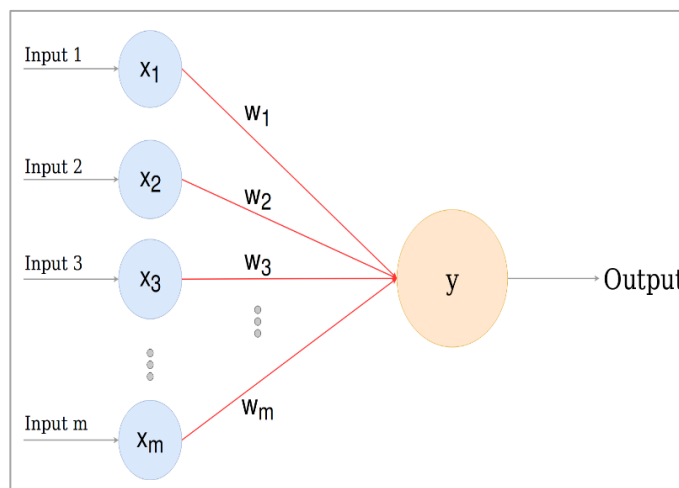 Input 1
x1
w1
Input 2
x2
w2
Input 3
x3
w3
y
Output
Input m
xm
wm